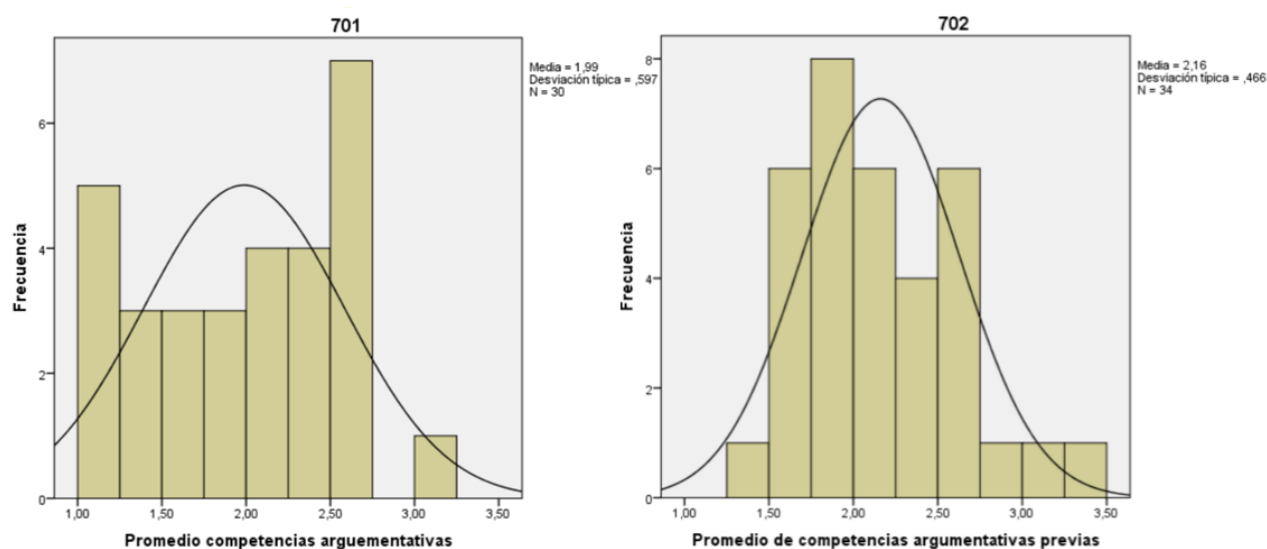 701
Media = 1,99
Desviación típica = ,597
N = 30
6
4
2
0
Frecuencia
1,00 1,50 2,00 2,50 3,00 3,50
Promedio competencias arguementativas
702
Media = 2,16
Desviación típica = ,466
N = 34
8
6
4
2
0
Frecuencia
1,00 1,50 2,00 2,50 3,00 3,50
Promedio de competencias argumentativas previas